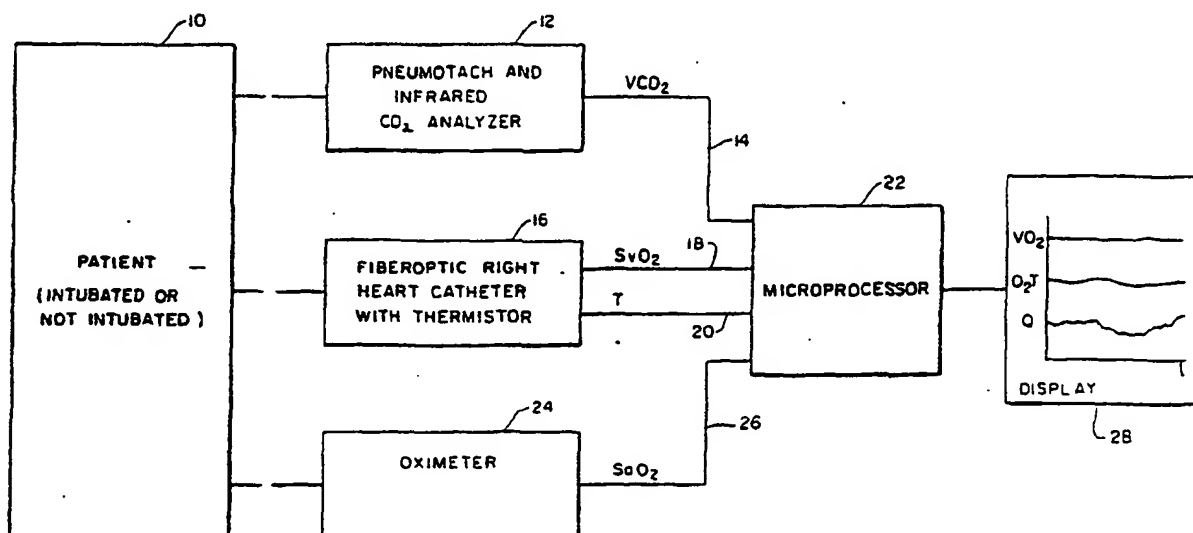 10
12
PNEUMOTACH AND
INFRARED
CO₂ ANALYZER
VCO₂
14
PATIENT
(INTUBATED OR
NOT INTUBATED)
16
FIBEROPTIC RIGHT
HEART CATHETER
WITH THERMISTOR
SvO₂
18
T
20
22
MICROPROCESSOR
VO₂
O₂T
Q
DISPLAY
28
24
OXIMETER
SaO₂
26